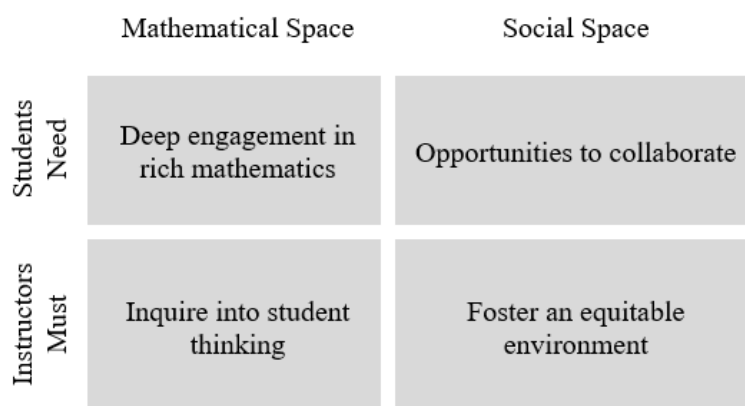 Mathematical Space
Social Space
Students
Need
Deep engagement in
rich mathematics
Opportunities to collaborate
Instructors
Must
Inquire into student
thinking
Foster an equitable
environment